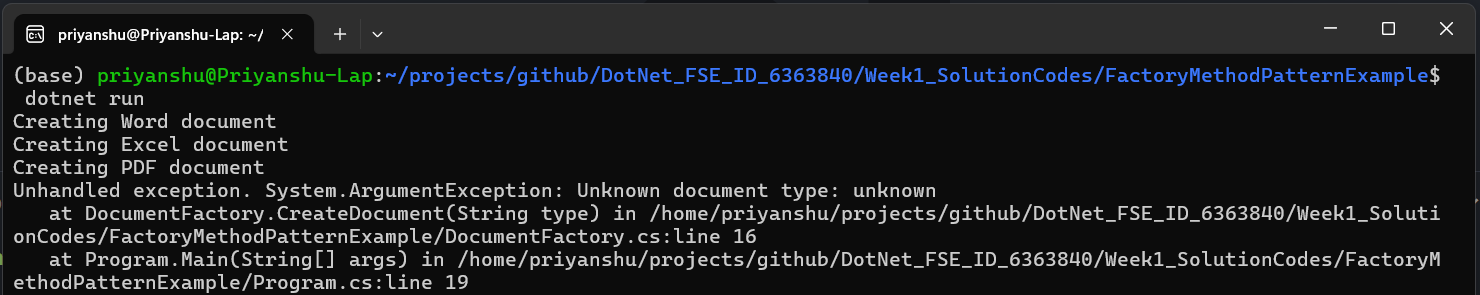 priyanshu@Priyanshu-Lap: ~/
(base) priyanshu@Priyanshu-Lap:~/projects/github/DotNet_FSE_ID_6363840/Week1_SolutionCodes/FactoryMethodPatternExample$
dotnet run
Creating Word document
Creating Excel document
Creating PDF document
Unhandled exception. System.ArgumentException: Unknown document type: unknown
   at DocumentFactory.CreateDocument(String type) in /home/priyanshu/projects/github/DotNet_FSE_ID_6363840/Week1_Soluti
onCodes/FactoryMethodPatternExample/DocumentFactory.cs:line 16
   at Program.Main(String[] args) in /home/priyanshu/projects/github/DotNet_FSE_ID_6363840/Week1_SolutionCodes/FactoryM
ethodPatternExample/Program.cs:line 19